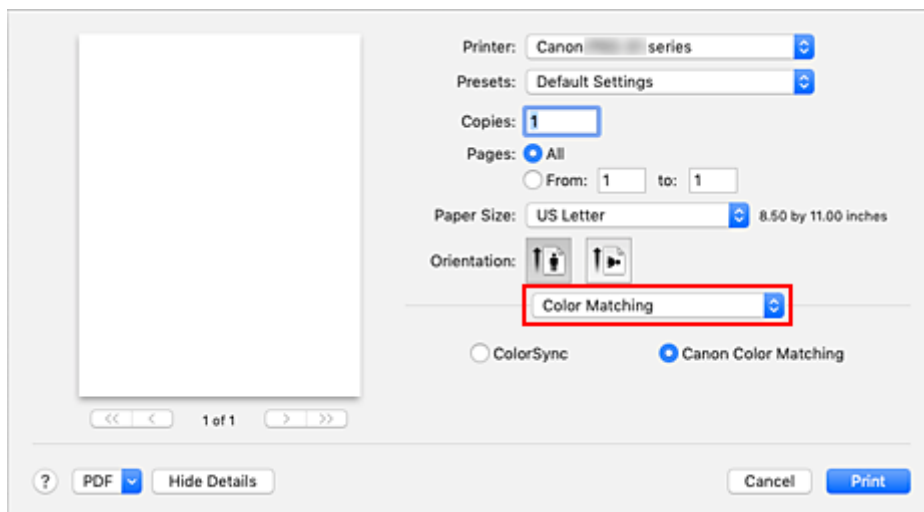 Printer: Canon series
Presets: Default Settings
Copies: 1
Pages: All
From: 1 to: 1
Paper Size: US Letter 8.50 by 11.00 inches
Orientation:
Color Matching
ColorSync Canon Color Matching
<< < 1 of 1 > >>
? PDF Hide Details Cancel Print